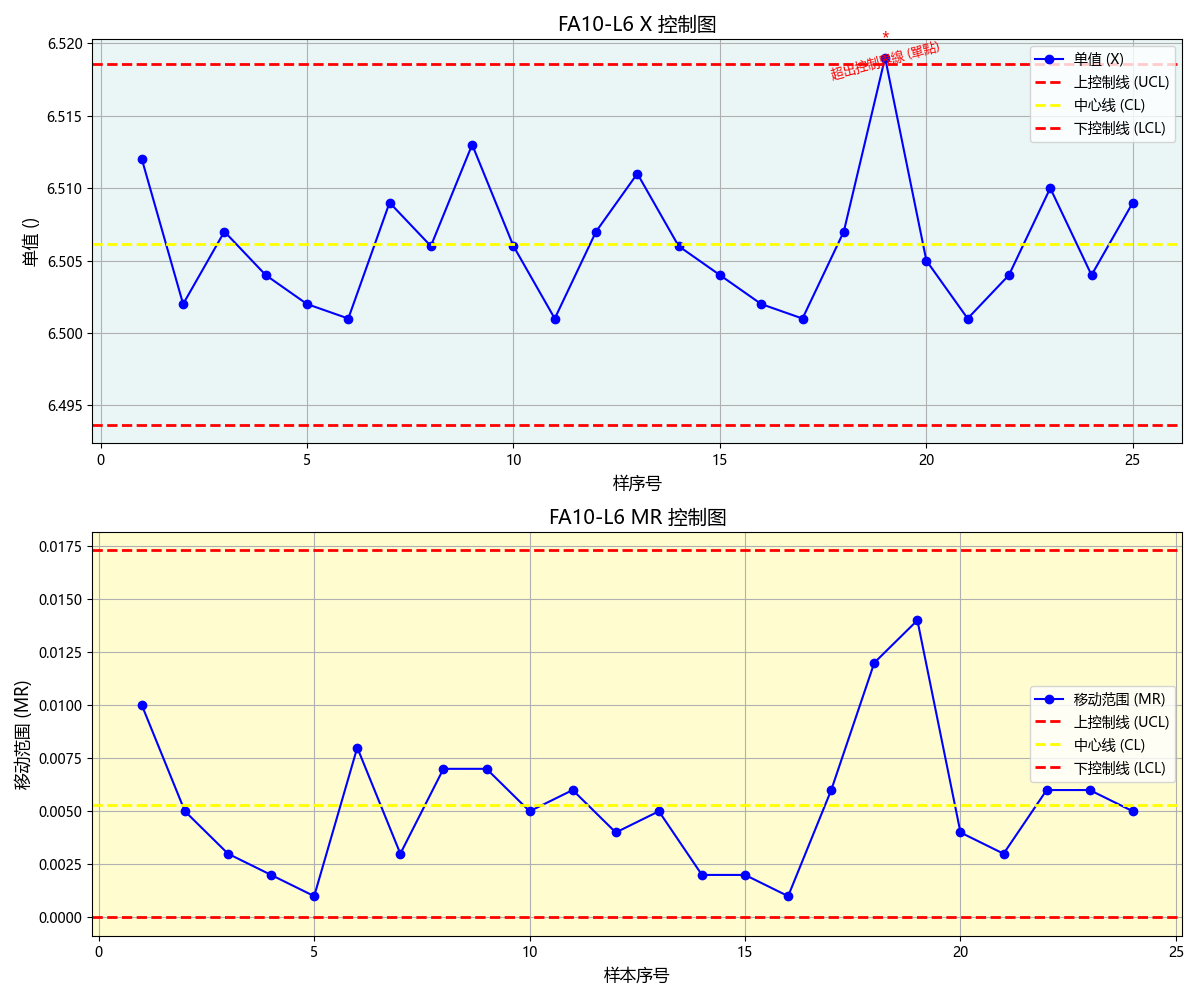 FA10-L6 X 控制图
*
超出控制界線 (單點)
单值 (X)
上控制线 (UCL)
中心线 (CL)
下控制线 (LCL)
单值 ()
6.520
6.515
6.510
6.505
6.500
6.495
0 5 10 15 20 25
样序号
FA10-L6 MR 控制图
移动范围 (MR)
上控制线 (UCL)
中心线 (CL)
下控制线 (LCL)
移动范围 (MR)
0.0175
0.0150
0.0125
0.0100
0.0075
0.0050
0.0025
0.0000
0 5 10 15 20 25
样本序号